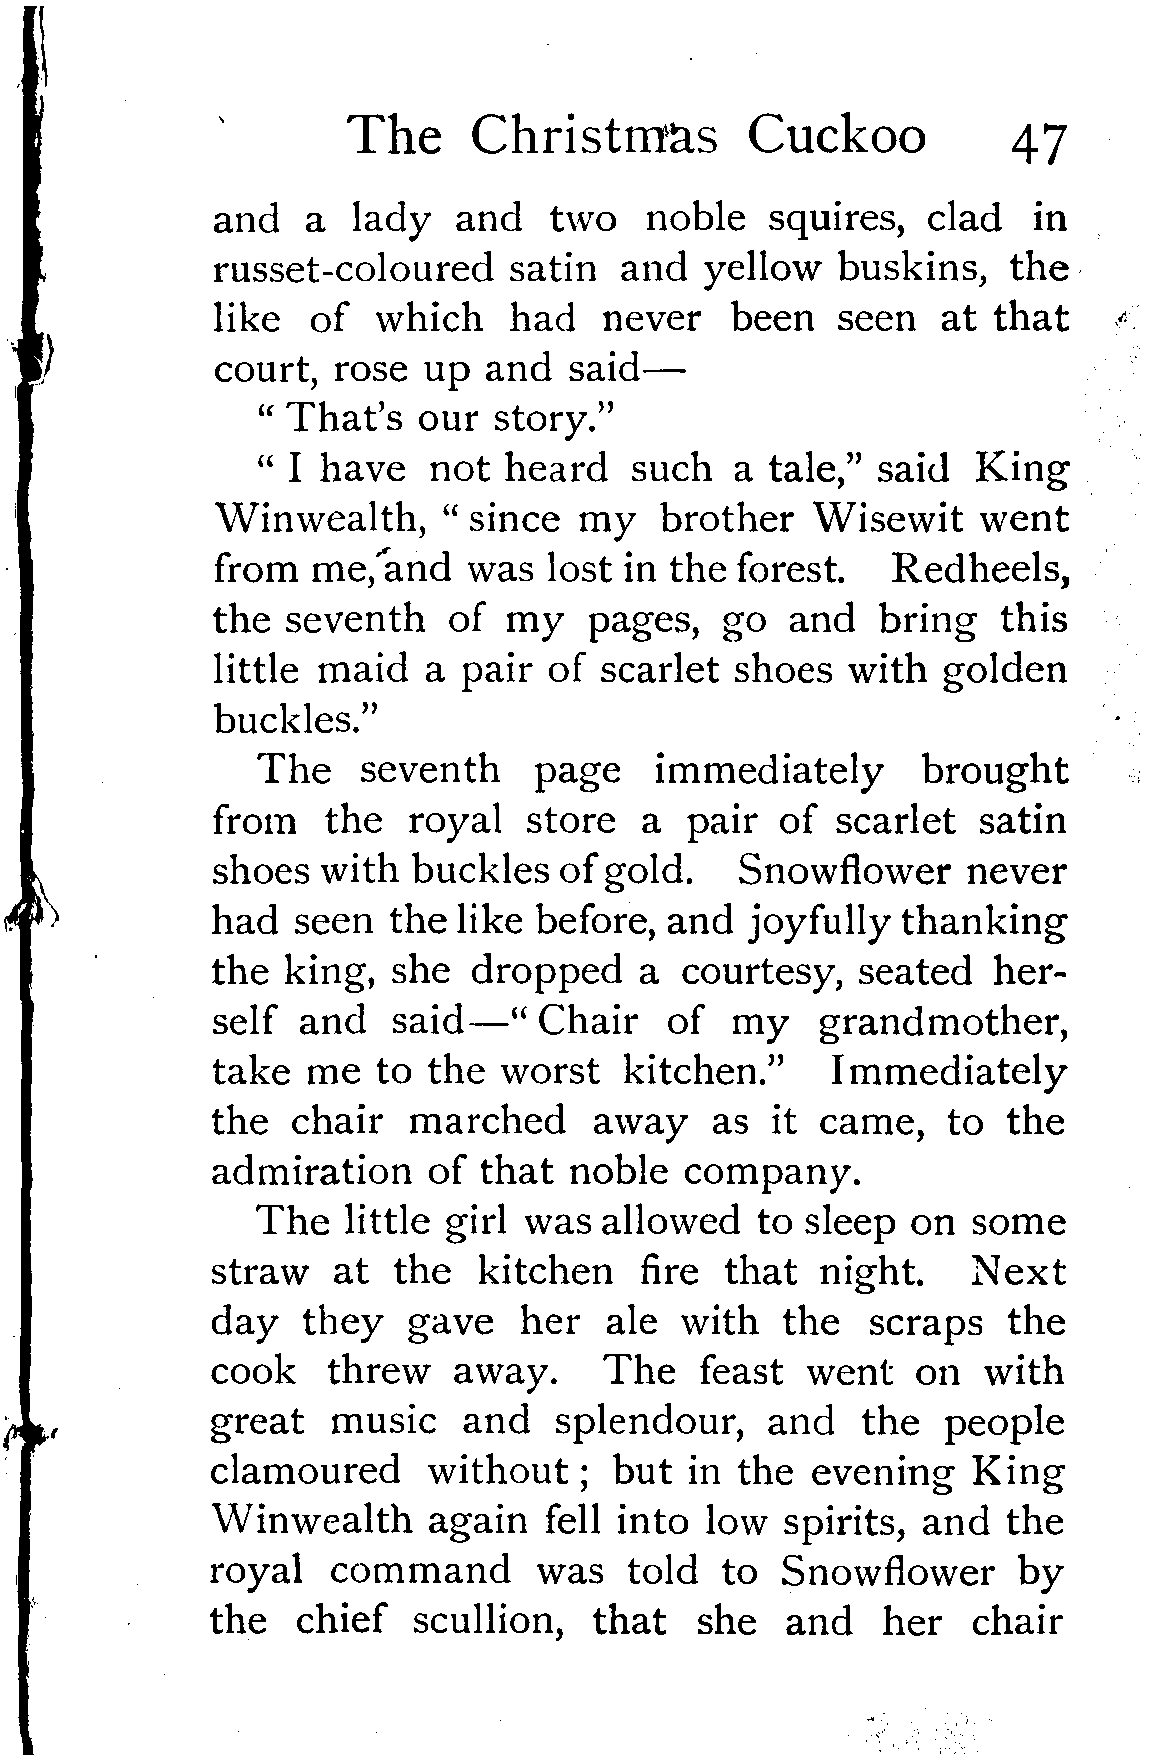 The Christmas Cuckoo 47
and a lady and two noble squires, clad in
russet-coloured satin and yellow buskins, the
like of which had never been seen at that
court, rose up and said—
“ That’s our story.”
“ I have not heard such a tale,” said King
Winwealth, “ since my brother Wisewit went
from me, and was lost in the forest. Redheels,
the seventh of my pages, go and bring this
little maid a pair of scarlet shoes with golden
buckles.”
The seventh page immediately brought
from the royal store a pair of scarlet satin
shoes with buckles of gold. Snowflower never
had seen the like before, and joyfully thanking
the king, she dropped a courtesy, seated her-
self and said—“ Chair of my grandmother,
take me to the worst kitchen.” Immediately
the chair marched away as it came, to the
admiration of that noble company.
The little girl was allowed to sleep on some
straw at the kitchen fire that night. Next
day they gave her ale with the scraps the
cook threw away. The feast went on with
great music and splendour, and the people
clamoured without ; but in the evening King
Winwealth again fell into low spirits, and the
royal command was told to Snowflower by
the chief scullion, that she and her chair